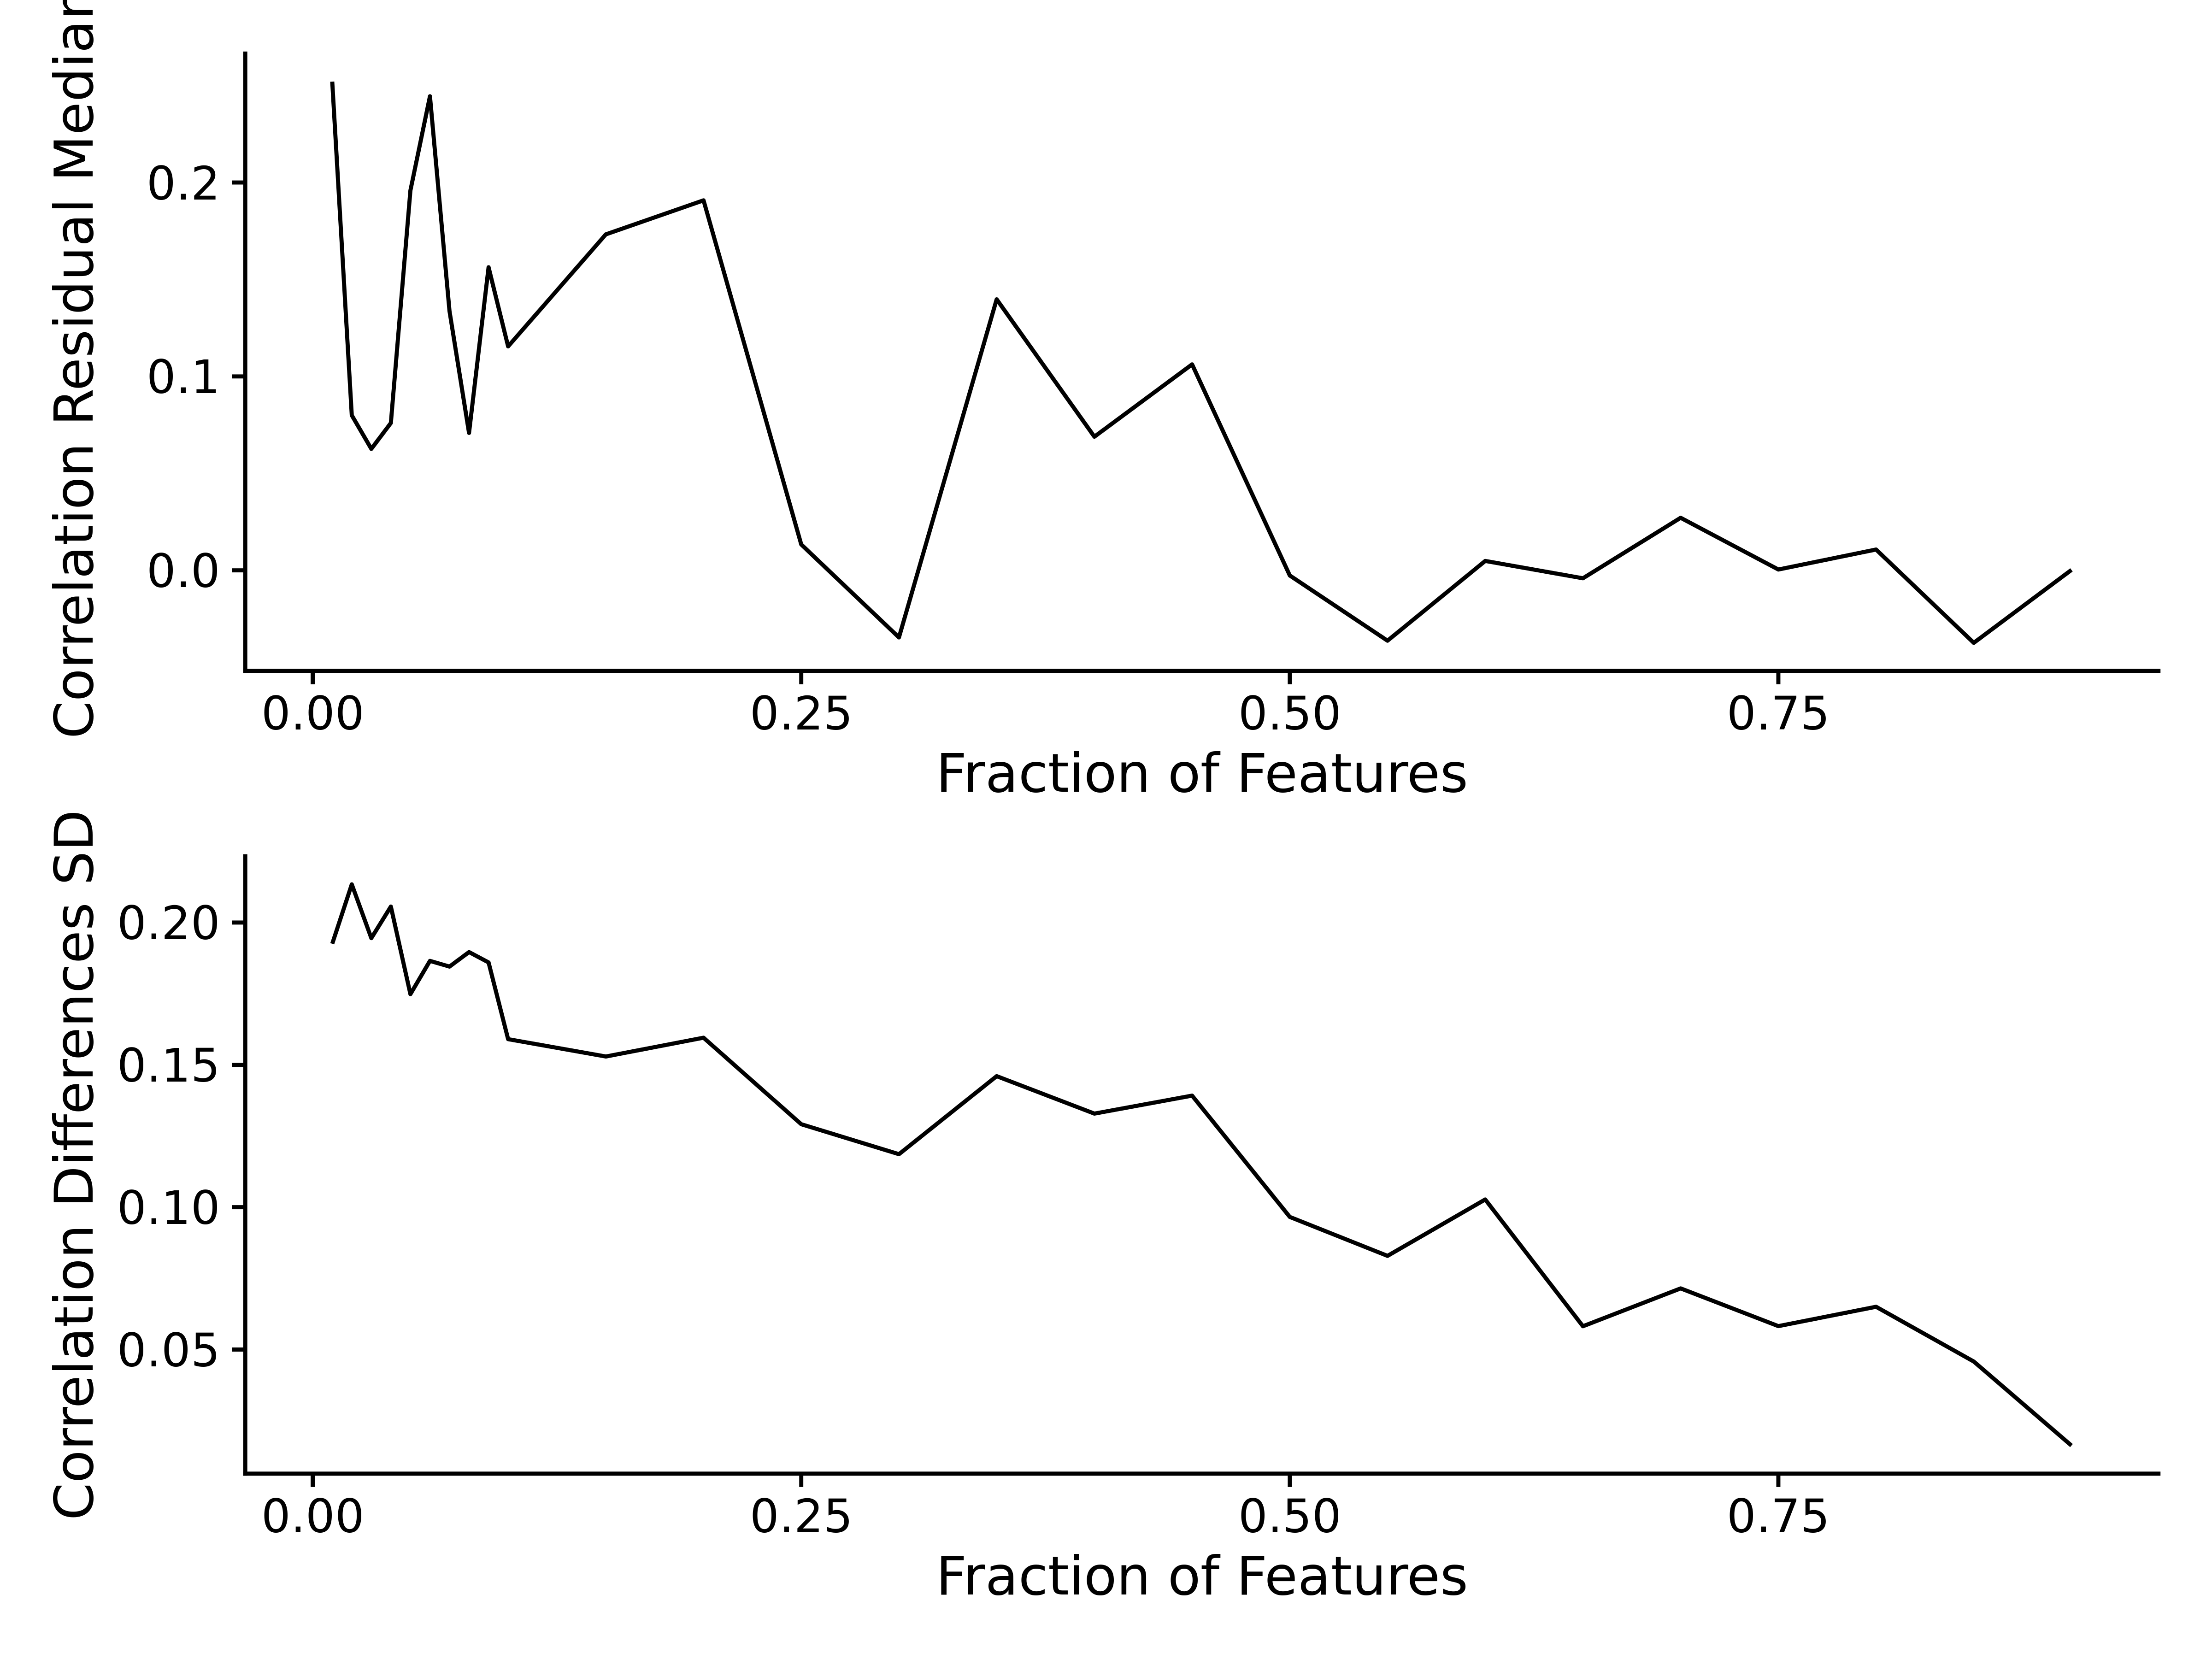 Correlation Residual Median
0.2
0.1
0.0
0.00 0.25 0.50 0.75
Fraction of Features
Correlation Differences SD
0.20
0.15
0.10
0.05
0.00 0.25 0.50 0.75
Fraction of Features